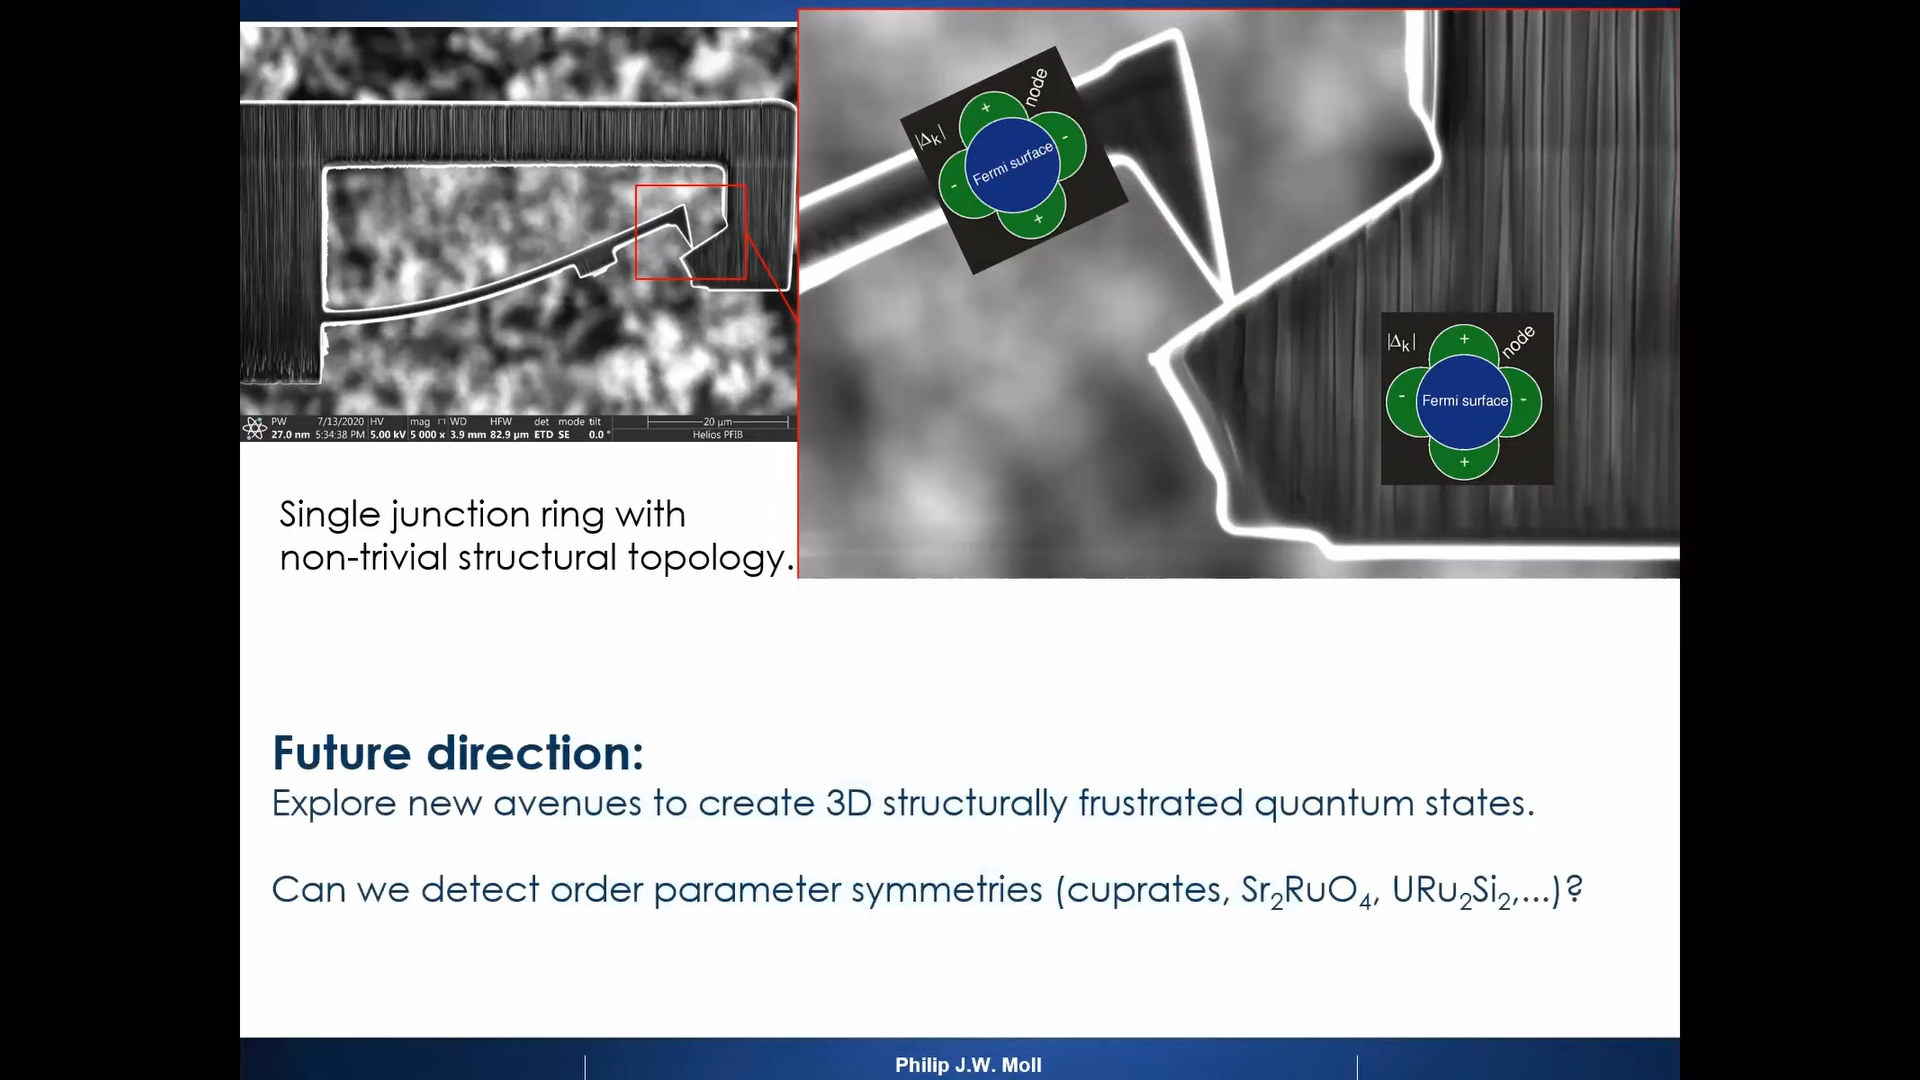 PW 7/13/2020 HV mag WD HFW det mode tilt
27.0 nm 5:34:38 PM 5.00 kV 5 000 x 3.9 mm 82.9 µm ETD SE 0.0 °
20 µm
Helios PFIB
|Δk|
node
+
-
Fermi surface
-
+
|Δk|
node
+
-
Fermi surface
-
+
Single junction ring with
non-trivial structural topology.
Future direction:
Explore new avenues to create 3D structurally frustrated quantum states.
Can we detect order parameter symmetries (cuprates, Sr₂RuO₄, URu₂Si₂,...)?
Philip J.W. Moll